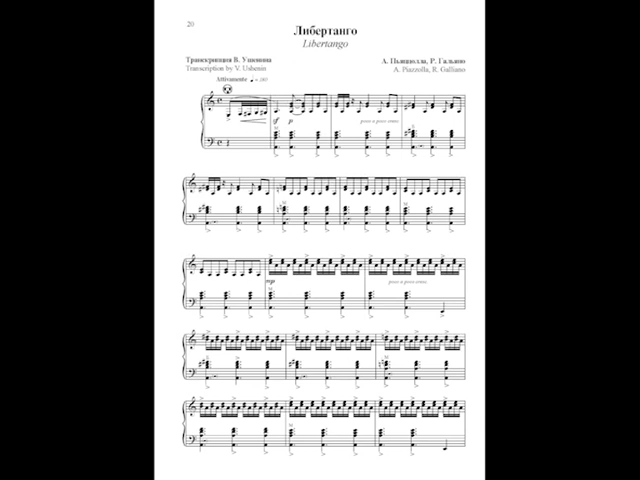 20
Либертанго
Libertango
Транскрипция В. Ушенина
Transcription by V. Ushenin
А. Пьяццолла, Р. Гальяно
A. Piazzolla, R. Galliano
Attivamente
sf p
poco a poco cresc.
mp
poco a poco cresc.